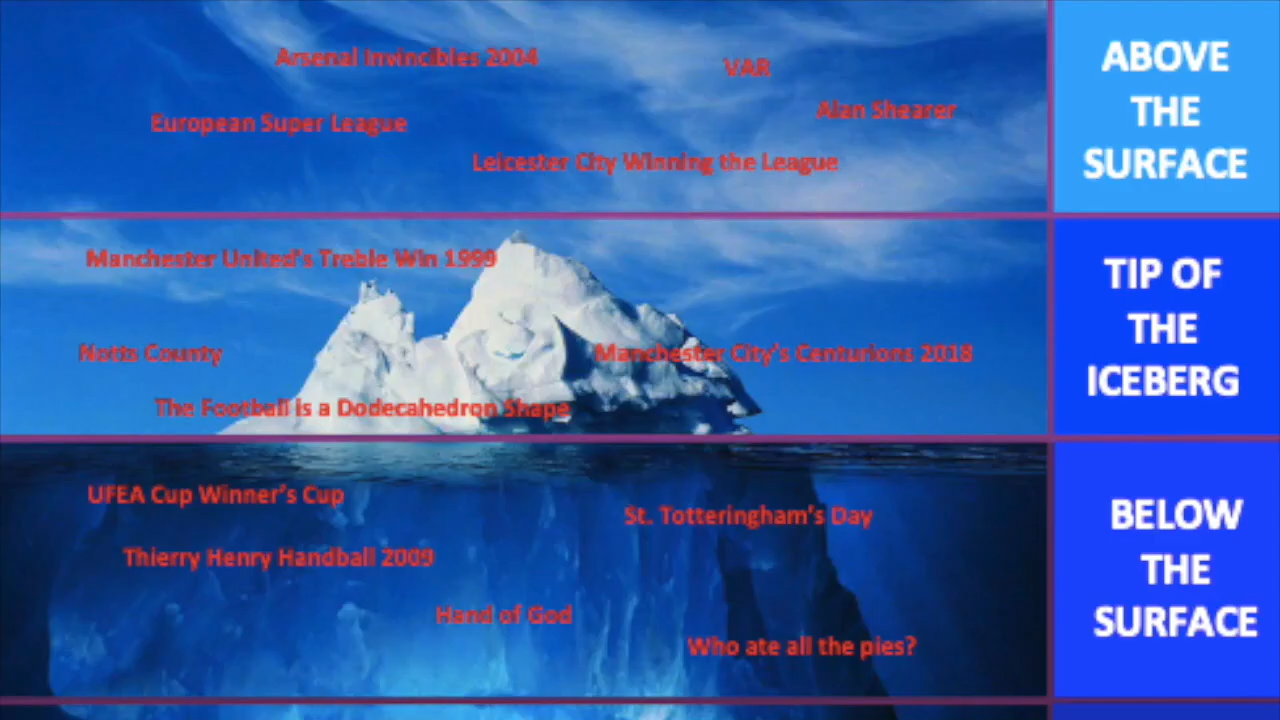 Arsenal Invincibles 2004
VAR
Alan Shearer
European Super League
Leicester City Winning the League
ABOVE
THE
SURFACE
Manchester United's Treble Win 1999
Notts County
Manchester City's Centurions 2018
The Football is a Dodecahedron Shape
TIP OF
THE
ICEBERG
UFEA Cup Winner's Cup
St. Totteringham's Day
Thierry Henry Handball 2009
Hand of God
Who ate all the pies?
BELOW
THE
SURFACE